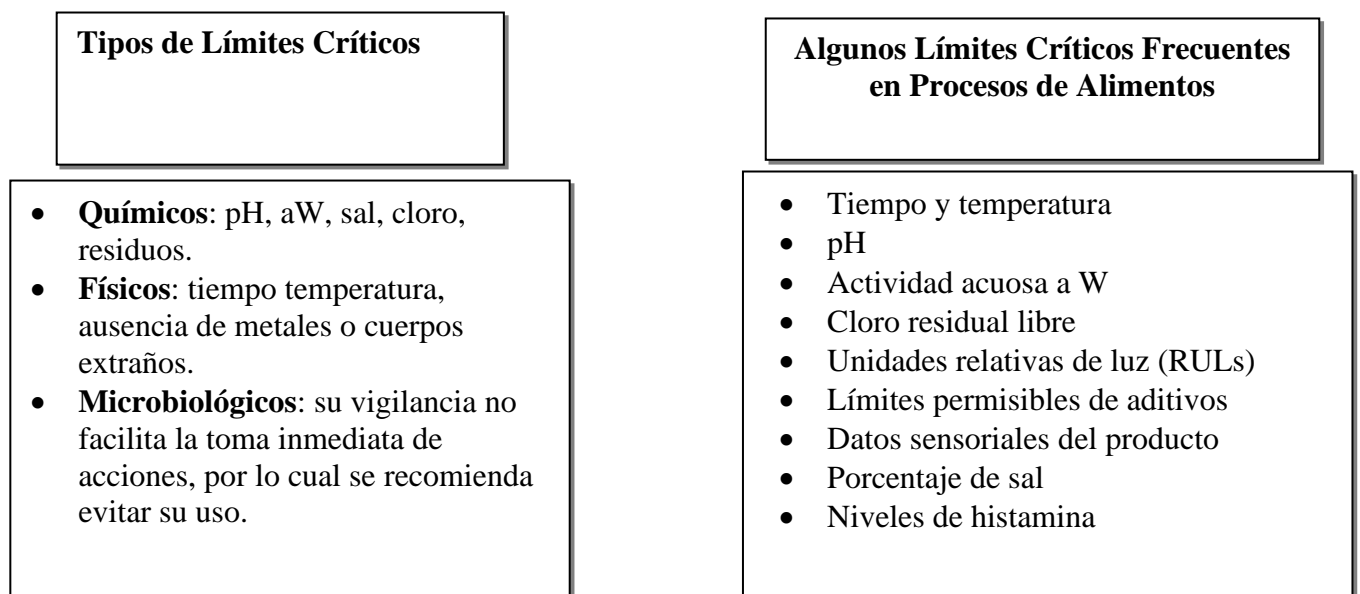 Tipos de Límites Críticos
• Químicos: pH, aW, sal, cloro,
residuos.
• Físicos: tiempo temperatura,
ausencia de metales o cuerpos
extraños.
• Microbiológicos: su vigilancia no
facilita la toma inmediata de
acciones, por lo cual se recomienda
evitar su uso.
Algunos Límites Críticos Frecuentes
en Procesos de Alimentos
• Tiempo y temperatura
• pH
• Actividad acuosa a W
• Cloro residual libre
• Unidades relativas de luz (RULs)
• Límites permisibles de aditivos
• Datos sensoriales del producto
• Porcentaje de sal
• Niveles de histamina